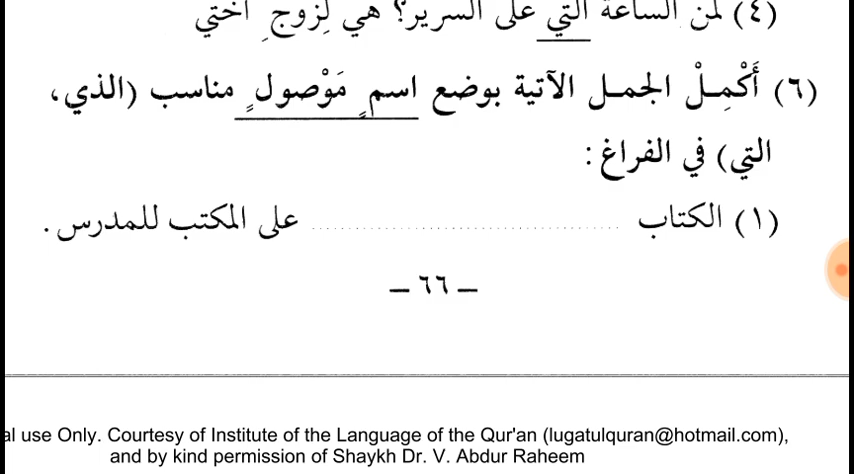 (٤) لمن الساعة التي على السرير؟ هي لِزوجِ أختي
(٦) أَكْمِـلْ الجمـل الآتية بوضع اسمٍ مَوْصولٍ مناسب (الذي،
التي) في الفراغ:
(١) الكتاب ........................................ على المكتب للمدرس.
— ٦٦ —
al use Only. Courtesy of Institute of the Language of the Qur'an (lugatulquran@hotmail.com),
and by kind permission of Shaykh Dr. V. Abdur Raheem